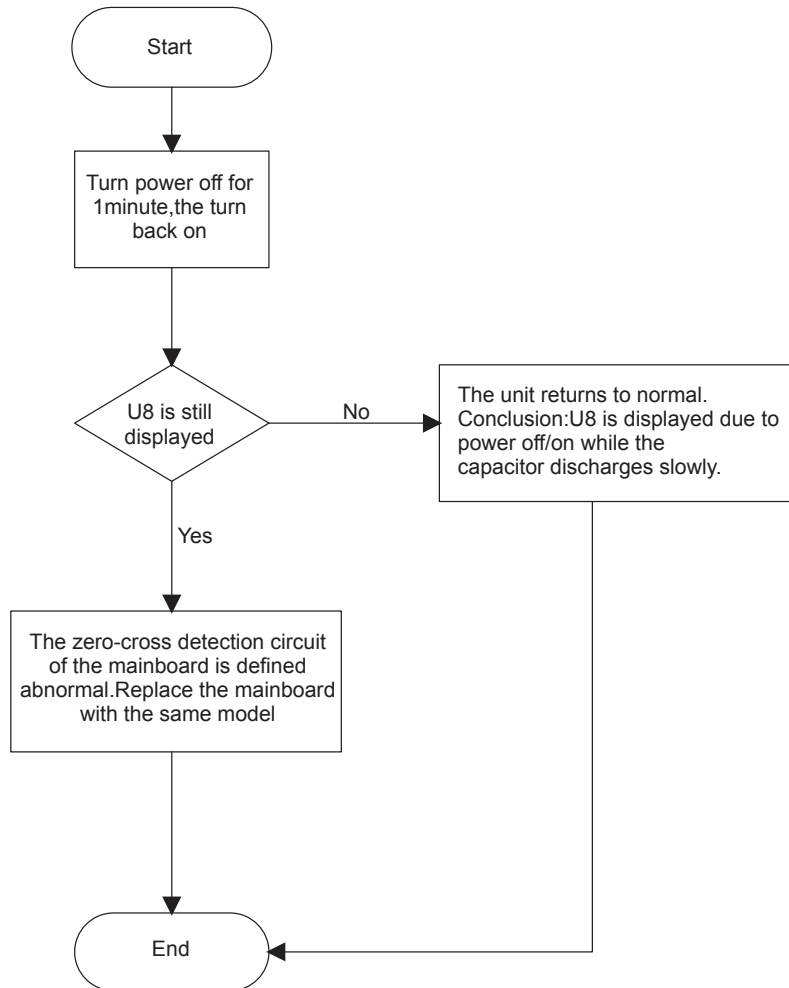 Start
Turn power off for
1minute,the turn
back on
U8 is still
displayed
No
The unit returns to normal.
Conclusion:U8 is displayed due to
power off/on while the
capacitor discharges slowly.
Yes
The zero-cross detection circuit
of the mainboard is defined
abnormal.Replace the mainboard
with the same model
End